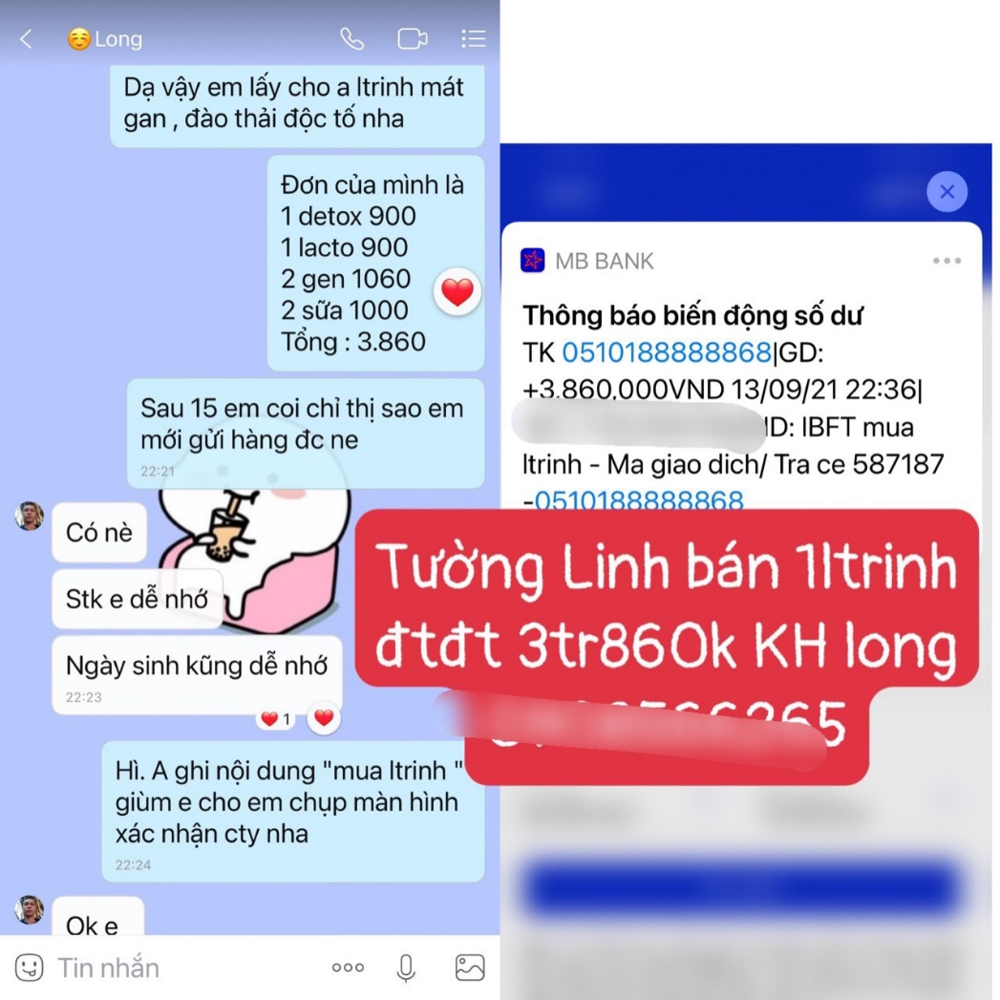 Long
Dạ vậy em lấy cho a ltrinh mát
gan , đào thải độc tố nha
Đơn của mình là
1 detox 900
1 lacto 900
2 gen 1060
2 sữa 1000
Tổng : 3.860
Sau 15 em coi chỉ thị sao em
mới gửi hàng đc ne
22:21
Có nè
Stk e dễ nhớ
Ngày sinh kũng dễ nhớ
22:23
1
Hì. A ghi nội dung "mua ltrinh "
giùm e cho em chụp màn hình
xác nhận cty nha
22:24
Ok e
Tin nhắn
MB BANK
Thông báo biến động số dư
TK 0510188888868|GD:
+3.860.000VND 13/09/21 22:36|
ND: IBFT mua
ltrinh - Ma giao dich/ Tra ce 587187
-0510188888868
Tường Linh bán 1ltrinh
đtđt 3tr860k KH long